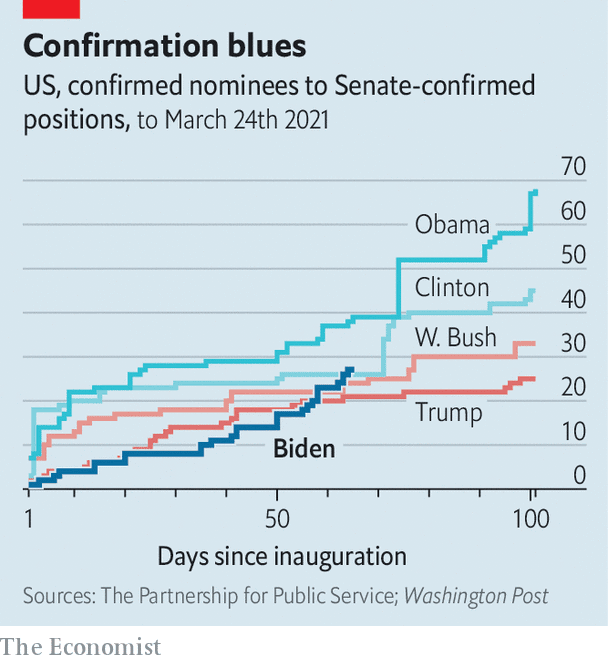 Confirmation blues
US, confirmed nominees to Senate-confirmed
positions, to March 24th 2021
70
60
50
40
30
20
10
0
Obama
Clinton
W. Bush
Trump
Biden
1
50
100
Days since inauguration
Sources: The Partnership for Public Service; Washington Post
The Economist